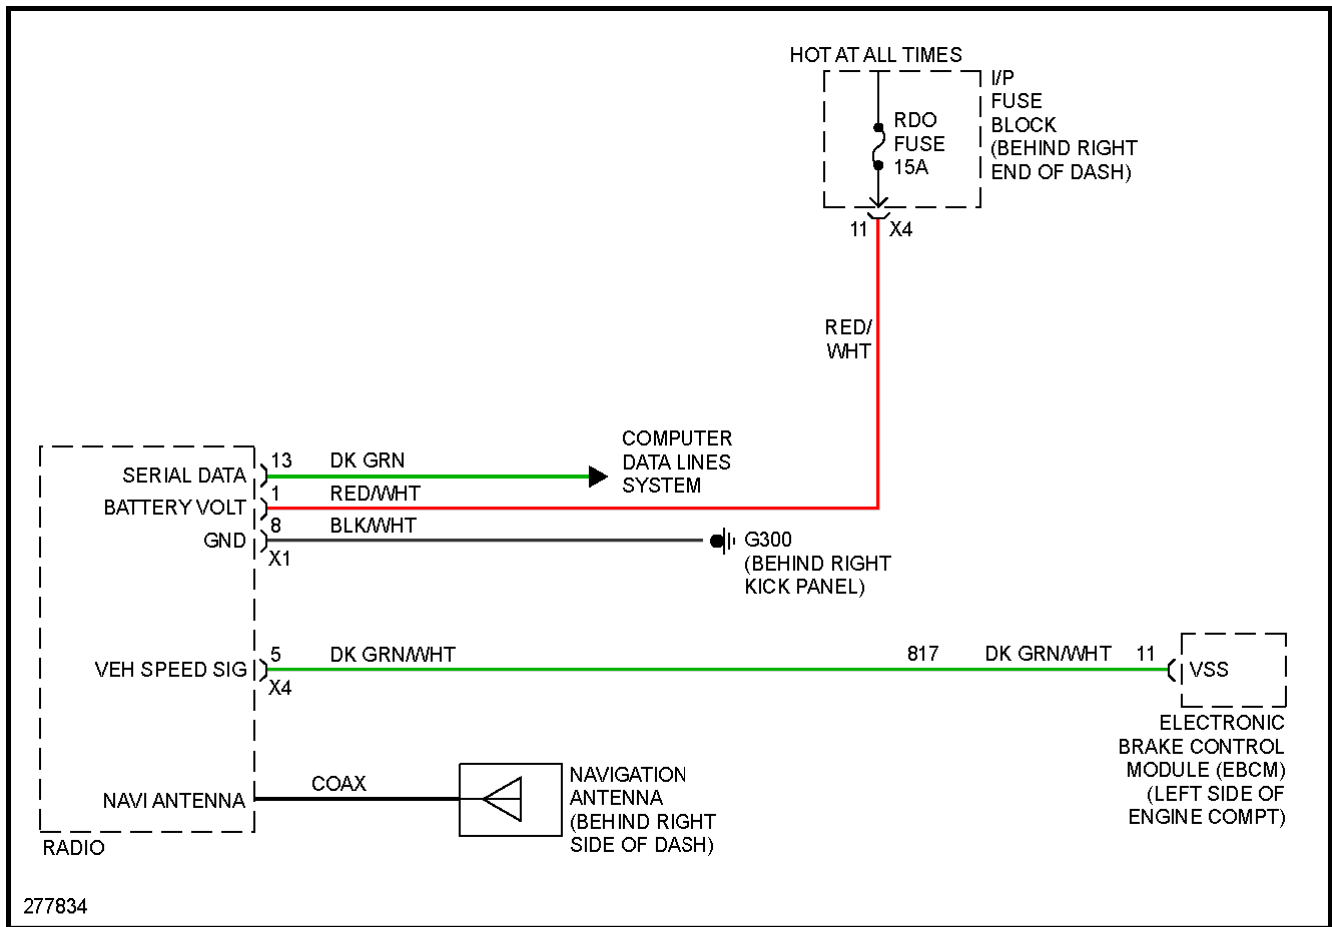 HOT AT ALL TIMES
I/P
FUSE
BLOCK
(BEHIND RIGHT
END OF DASH)
RDO
FUSE
15A
11 X4
RED/
WHT
SERIAL DATA 13 DK GRN
COMPUTER
DATA LINES
SYSTEM
BATTERY VOLT 1 RED/WHT
GND 8 BLK/WHT
X1
G300
(BEHIND RIGHT
KICK PANEL)
VEH SPEED SIG 5 DK GRN/WHT 817 DK GRN/WHT 11 VSS
X4
ELECTRONIC
BRAKE CONTROL
MODULE (EBCM)
(LEFT SIDE OF
ENGINE COMPT)
NAVI ANTENNA COAX
NAVIGATION
ANTENNA
(BEHIND RIGHT
SIDE OF DASH)
RADIO
277834